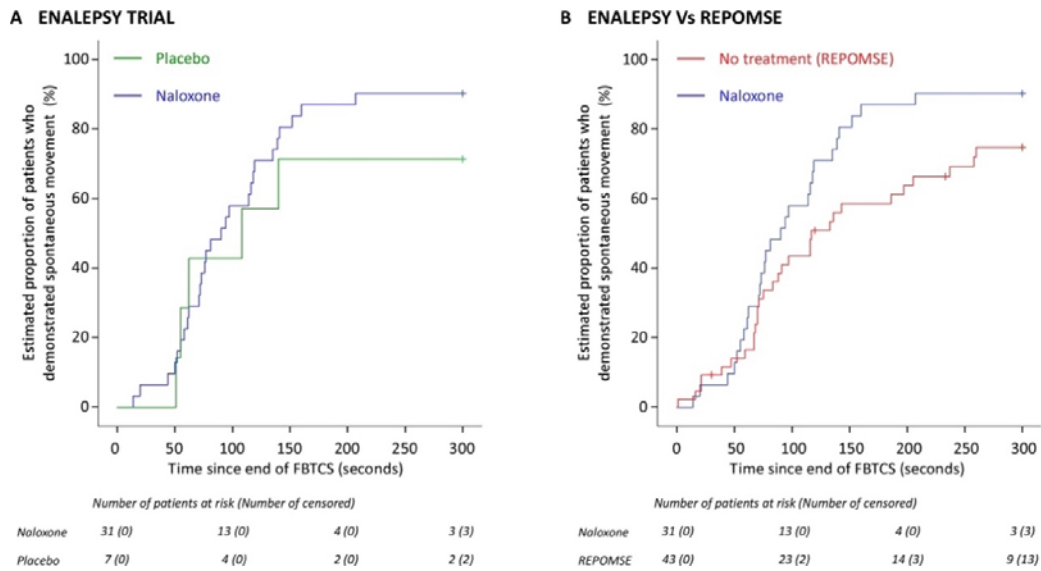 A ENALEPSY TRIAL
Estimated proportion of patients who
demonstrated spontaneous movement (%)
100
80
60
40
20
0
Placebo
Naloxone
0 50 100 150 200 250 300
Time since end of FBTCS (seconds)
Number of patients at risk (Number of censored)
Naloxone 31 (0) 13 (0) 4 (0) 3 (3)
Placebo 7 (0) 4 (0) 2 (0) 2 (2)
B ENALEPSY Vs REPOMSE
Estimated proportion of patients who
demonstrated spontaneous movement (%)
100
80
60
40
20
0
No treatment (REPOMSE)
Naloxone
0 50 100 150 200 250 300
Time since end of FBTCS (seconds)
Number of patients at risk (Number of censored)
Naloxone 31 (0) 13 (0) 4 (0) 3 (3)
REPOMSE 43 (0) 23 (2) 14 (3) 9 (13)